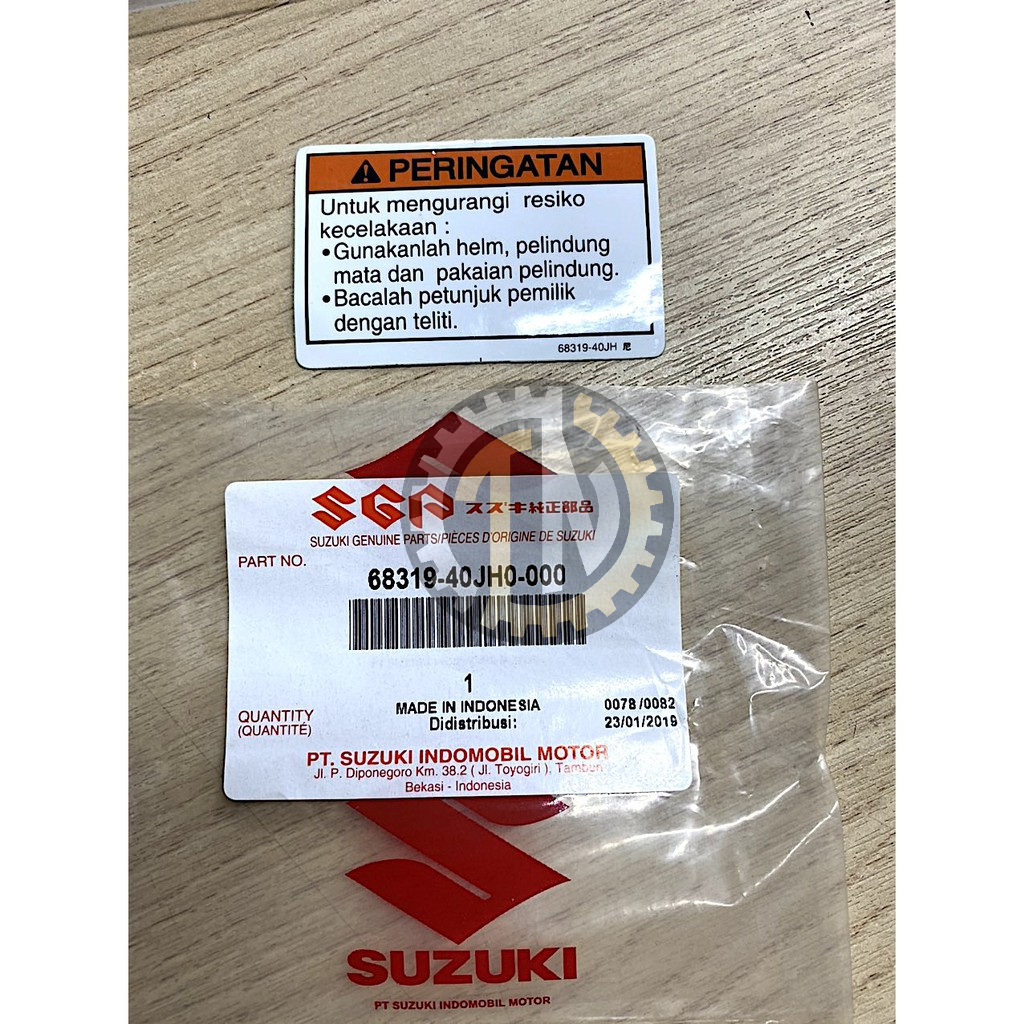 ⚠ PERINGATAN
Untuk mengurangi resiko
kecelakaan :
•Gunakanlah helm, pelindung
mata dan pakaian pelindung.
•Bacalah petunjuk pemilik
dengan teliti.
68319-40JH 尼
SGP スズキ純正部品
SUZUKI GENUINE PARTS/PIÈCES D'ORIGINE DE SUZUKI
PART NO.
68319-40JH0-000
1
QUANTITY
(QUANTITÉ)
MADE IN INDONESIA
Didistribusi:
0078 /0082
23/01/2019
PT. SUZUKI INDOMOBIL MOTOR
Jl. P. Diponegoro Km. 38.2 ( Jl. Toyogiri ), Tambun
Bekasi - Indonesia
SUZUKI
PT SUZUKI INDOMOBIL MOTOR